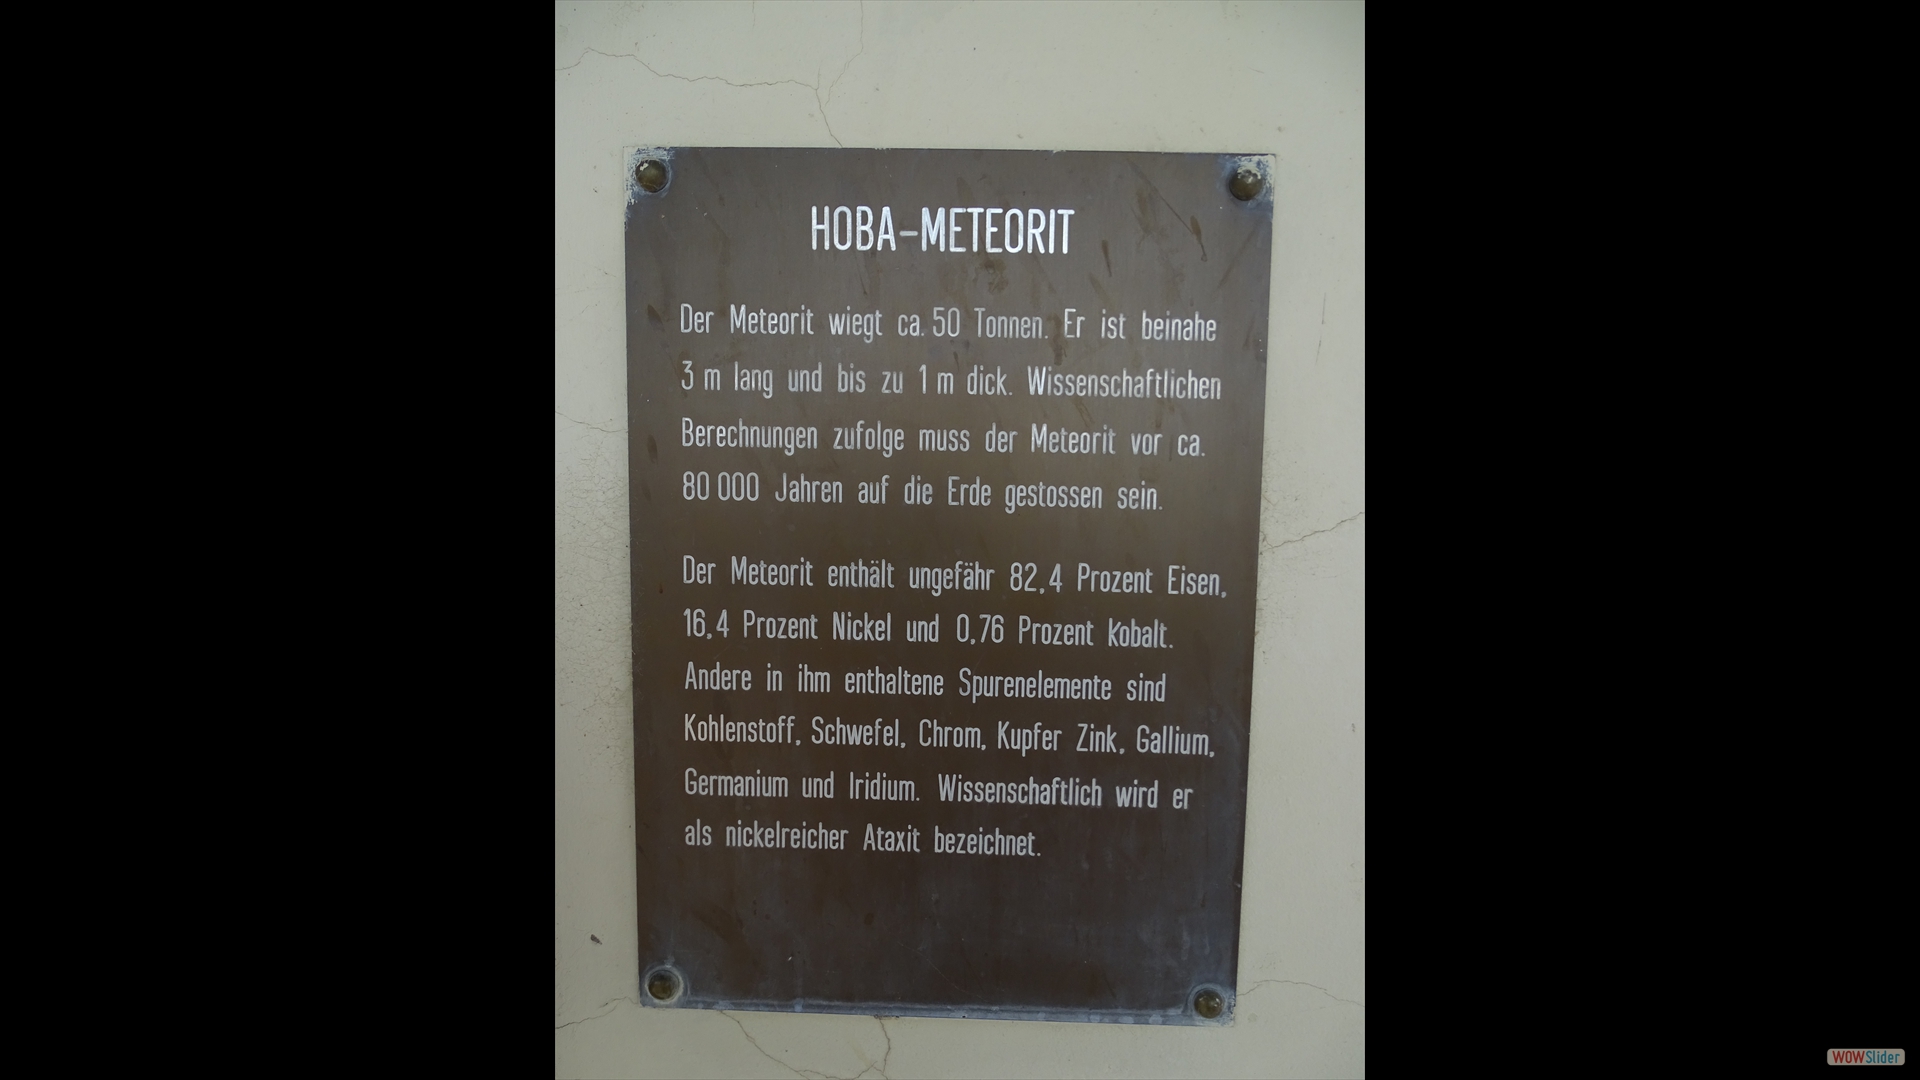 HOBA-METEORIT
Der Meteorit wiegt ca. 50 Tonnen. Er ist beinahe
3 m lang und bis zu 1 m dick. Wissenschaftlichen
Berechnungen zufolge muss der Meteorit vor ca.
80 000 Jahren auf die Erde gestossen sein.
Der Meteorit enthält ungefähr 82,4 Prozent Eisen,
16,4 Prozent Nickel und 0,76 Prozent Kobalt.
Andere in ihm enthaltene Spurenelemente sind
Kohlenstoff, Schwefel, Chrom, Kupfer Zink, Gallium,
Germanium und Iridium. Wissenschaftlich wird er
als nickelreicher Ataxit bezeichnet.
WOWSlider